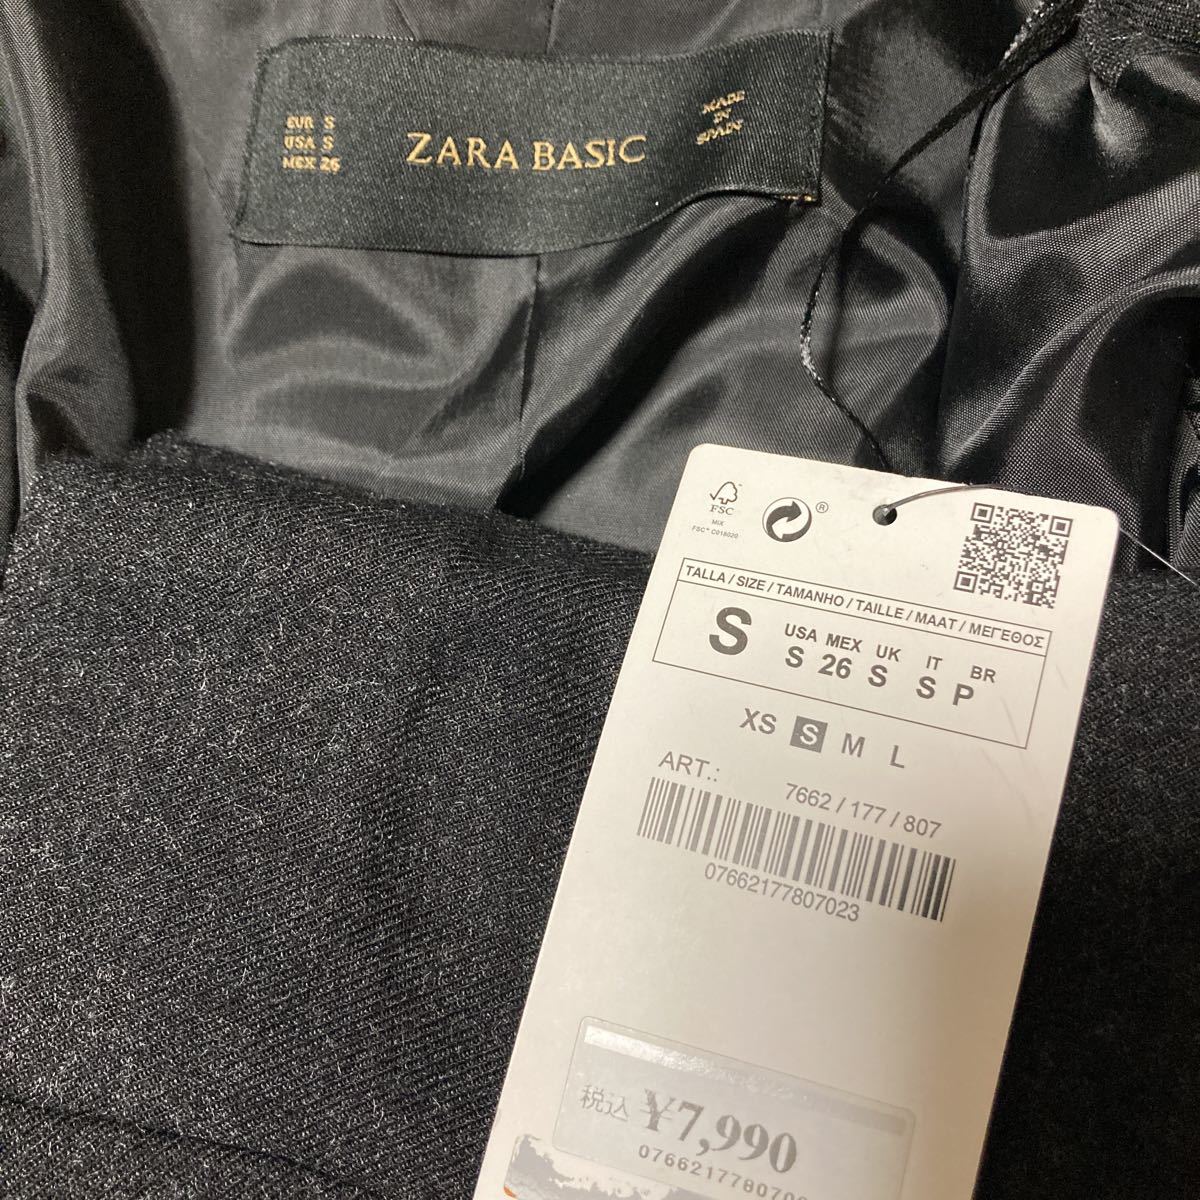 EUR S
USA S
MEX 26
ZARA BASIC
MADE
IN
SPAIN
FSC
MIX
FSC® C018020
®
TALLA / SIZE / TAMANHO / TAILLE / MAAT / ΜΕΓΕΘΟΣ
S
USA MEX UK IT BR
S 26 S S P
XS S M L
ART.:
7662 / 177 / 807
07662177807023
税込 ¥7,990